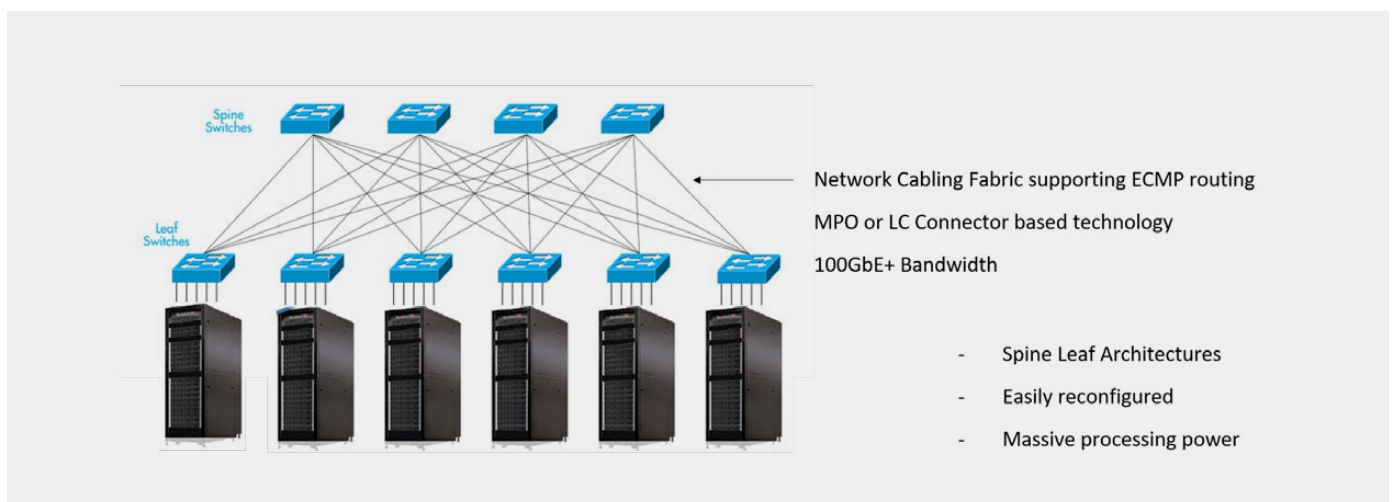 Spine
Switches
Network Cabling Fabric supporting ECMP routing
MPO or LC Connector based technology
Leaf
Switches
100GbE+ Bandwidth
- Spine Leaf Architectures
- Easily reconfigured
- Massive processing power